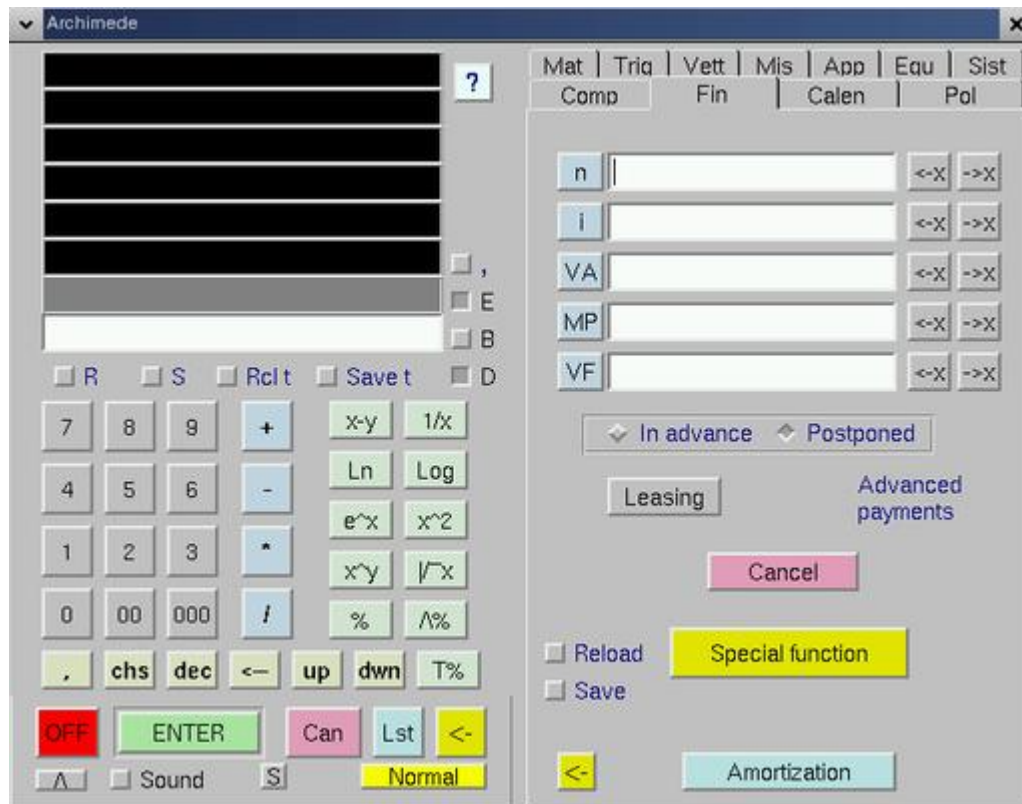 Archimede
?
,
E
B
R S Rcl t Save t D
7 8 9 + x-y 1/x
4 5 6 - Ln Log
e^x x^2
1 2 3 * x^y |/¯x
0 00 000 / % /\%
. chs dec <— up dwn T%
OFF ENTER Can Lst <-
/\ Sound S Normal
Mat Trig Vett Mis App Equ Sist
Comp Fin Calen Pol
n <-X ->X
i <-X ->X
VA <-X ->X
MP <-X ->X
VF <-X ->X
In advance Postponed
Leasing Advanced
payments
Cancel
Reload Special function
Save
<- Amortization